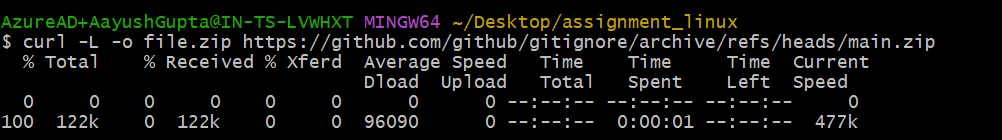 AzureAD+AayushGupta@IN-TS-LVWHXT MINGW64 ~/Desktop/assignment_linux
$ curl -L -o file.zip https://github.com/github/gitignore/archive/refs/heads/main.zip
  % Total    % Received % Xferd  Average Speed   Time    Time     Time  Current
                                 Dload  Upload   Total   Spent    Left  Speed
  0     0    0     0    0     0      0      0 --:--:-- --:--:-- --:--:--     0
100  122k    0  122k    0     0  96090      0 --:--:--  0:00:01 --:--:--  477k